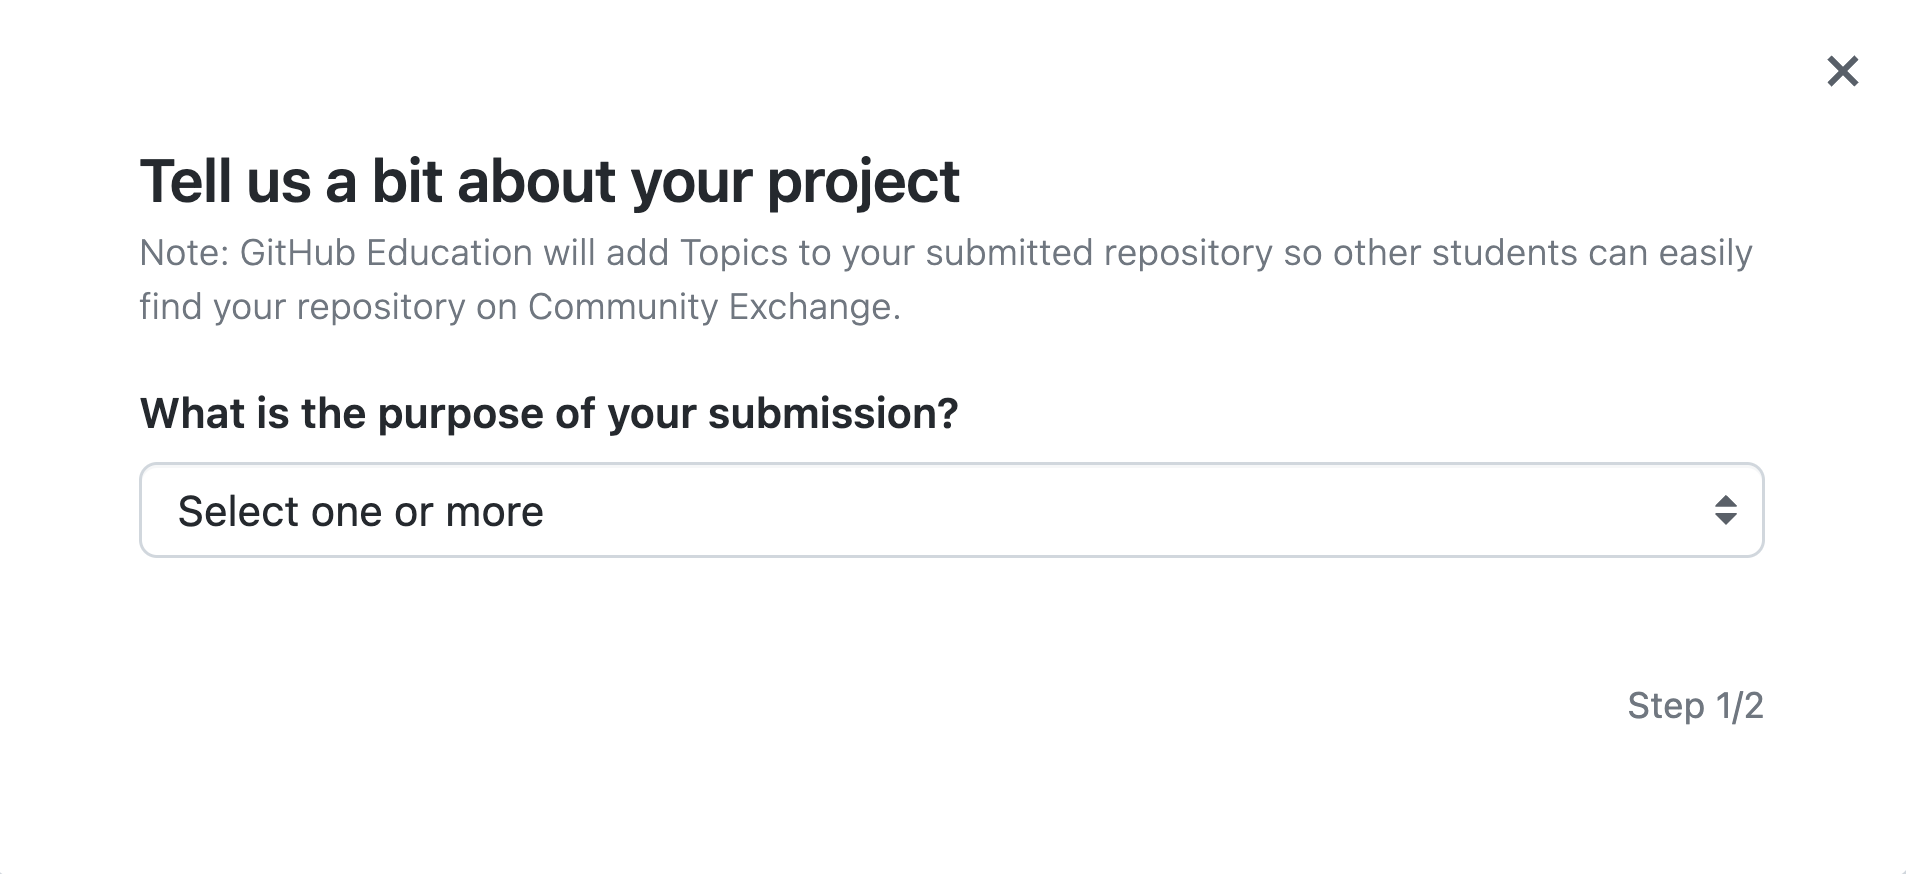 Tell us a bit about your project
Note: GitHub Education will add Topics to your submitted repository so other students can easily
find your repository on Community Exchange.
What is the purpose of your submission?
Select one or more
Step 1/2